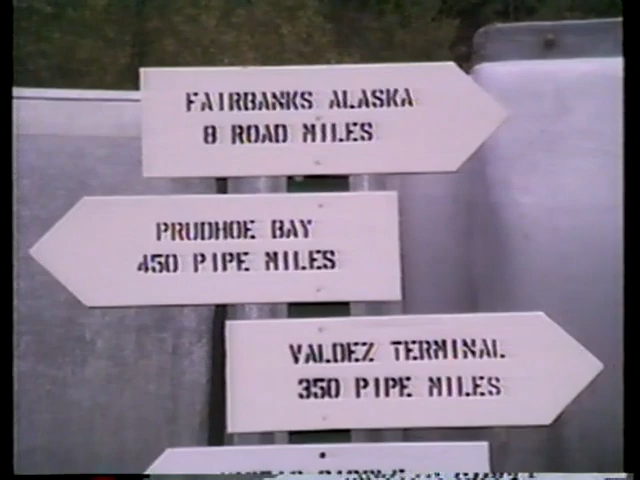 FAIRBANKS ALASKA
8 ROAD MILES
PRUDHOE BAY
450 PIPE MILES
VALDEZ TERMINAL
350 PIPE MILES